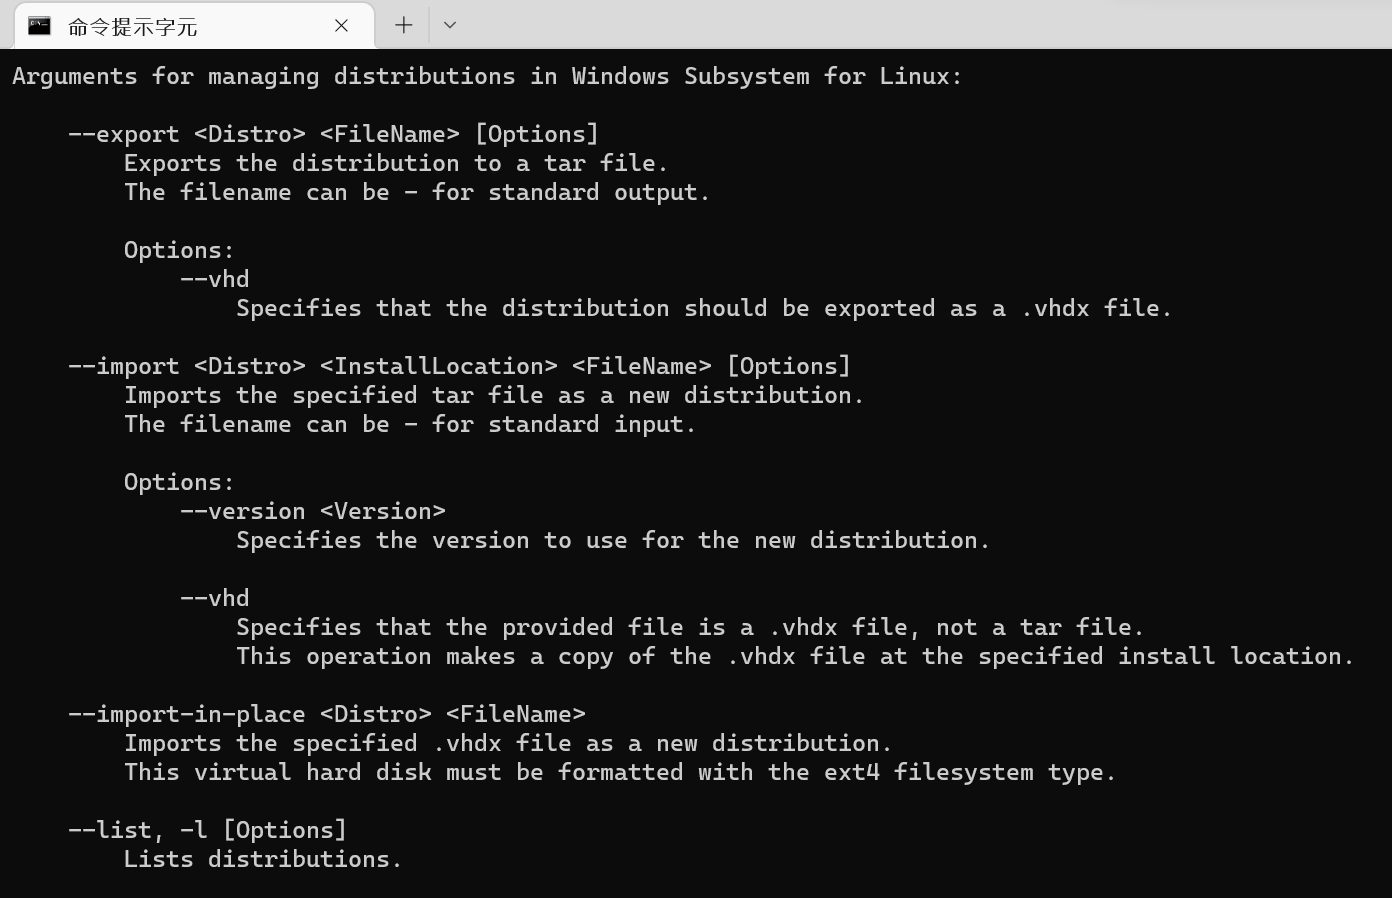 命令提示字元
Arguments for managing distributions in Windows Subsystem for Linux:
--export <Distro> <FileName> [Options]
Exports the distribution to a tar file.
The filename can be - for standard output.
Options:
--vhd
Specifies that the distribution should be exported as a .vhdx file.
--import <Distro> <InstallLocation> <FileName> [Options]
Imports the specified tar file as a new distribution.
The filename can be - for standard input.
Options:
--version <Version>
Specifies the version to use for the new distribution.
--vhd
Specifies that the provided file is a .vhdx file, not a tar file.
This operation makes a copy of the .vhdx file at the specified install location.
--import-in-place <Distro> <FileName>
Imports the specified .vhdx file as a new distribution.
This virtual hard disk must be formatted with the ext4 filesystem type.
--list, -l [Options]
Lists distributions.